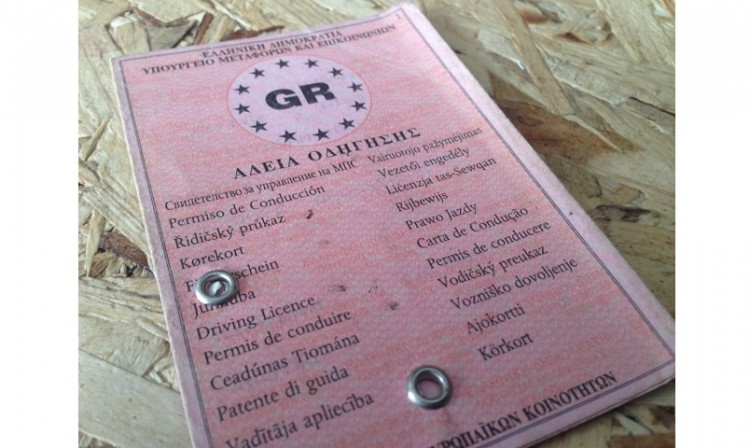 ΕΛΛΗΝΙΚΗ ΔΗΜΟΚΡΑΤΙΑ
ΥΠΟΥΡΓΕΙΟ ΜΕΤΑΦΟΡΩΝ ΚΑΙ ΕΠΙΚΟΙΝΩΝΙΩΝ
GR
ΑΔΕΙΑ ΟΔΗΓΗΣΗΣ
Свидетелство за управление на МПС
Permiso de Conducción
Řidičský průkaz
Kørekort
Driving Licence
Permis de conduire
Ceadúnas Tiomána
Patente di guida
Vadītāja apliecība
Vairuotojo pažymėjimas
Vezetői engedély
Liċenzja tas-Sewqan
Rijbewijs
Prawo Jazdy
Carta de Condução
Permis de conducere
Vodičský preukaz
Vozniško dovoljenje
Ajokortti
Körkort
ΚΟΙΝΟΤΗΤΩΝ